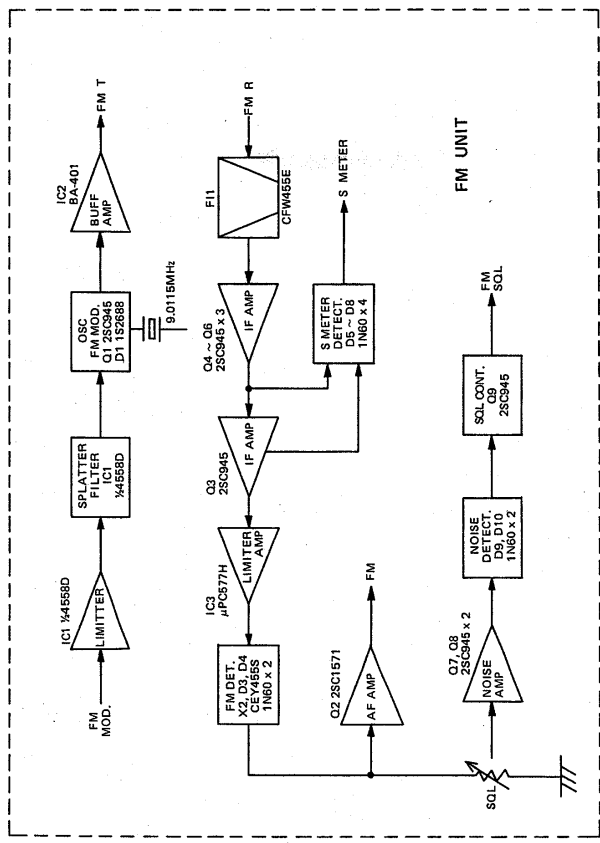 FM
MOD.
IC1 ½4558D
LIMITTER
SPLATTER
FILTER
IC1
½4558D
OSC
FM MOD.
Q1 2SC945
D1 1S2688
9.0115MHz
IC2
BA-401
BUFF
AMP
FM T
FM R
FI1
CFW455E
Q4 ~ Q6
2SC945 x 3
IF AMP
Q3
2SC945
IF AMP
S METER
DETECT.
D5 ~ D8
1N60 x 4
S METER
IC3
μPC577H
LIMITER
AMP
FM DET.
X2, D3, D4
CEY455S
1N60 x 2
Q2 2SC1571
AF AMP
FM
SQL
Q7, Q8
2SC945 x 2
NOISE
AMP
NOISE
DETECT.
D9, D10
1N60 x 2
SQL CONT.
Q9
2SC945
FM
SQL
FM UNIT